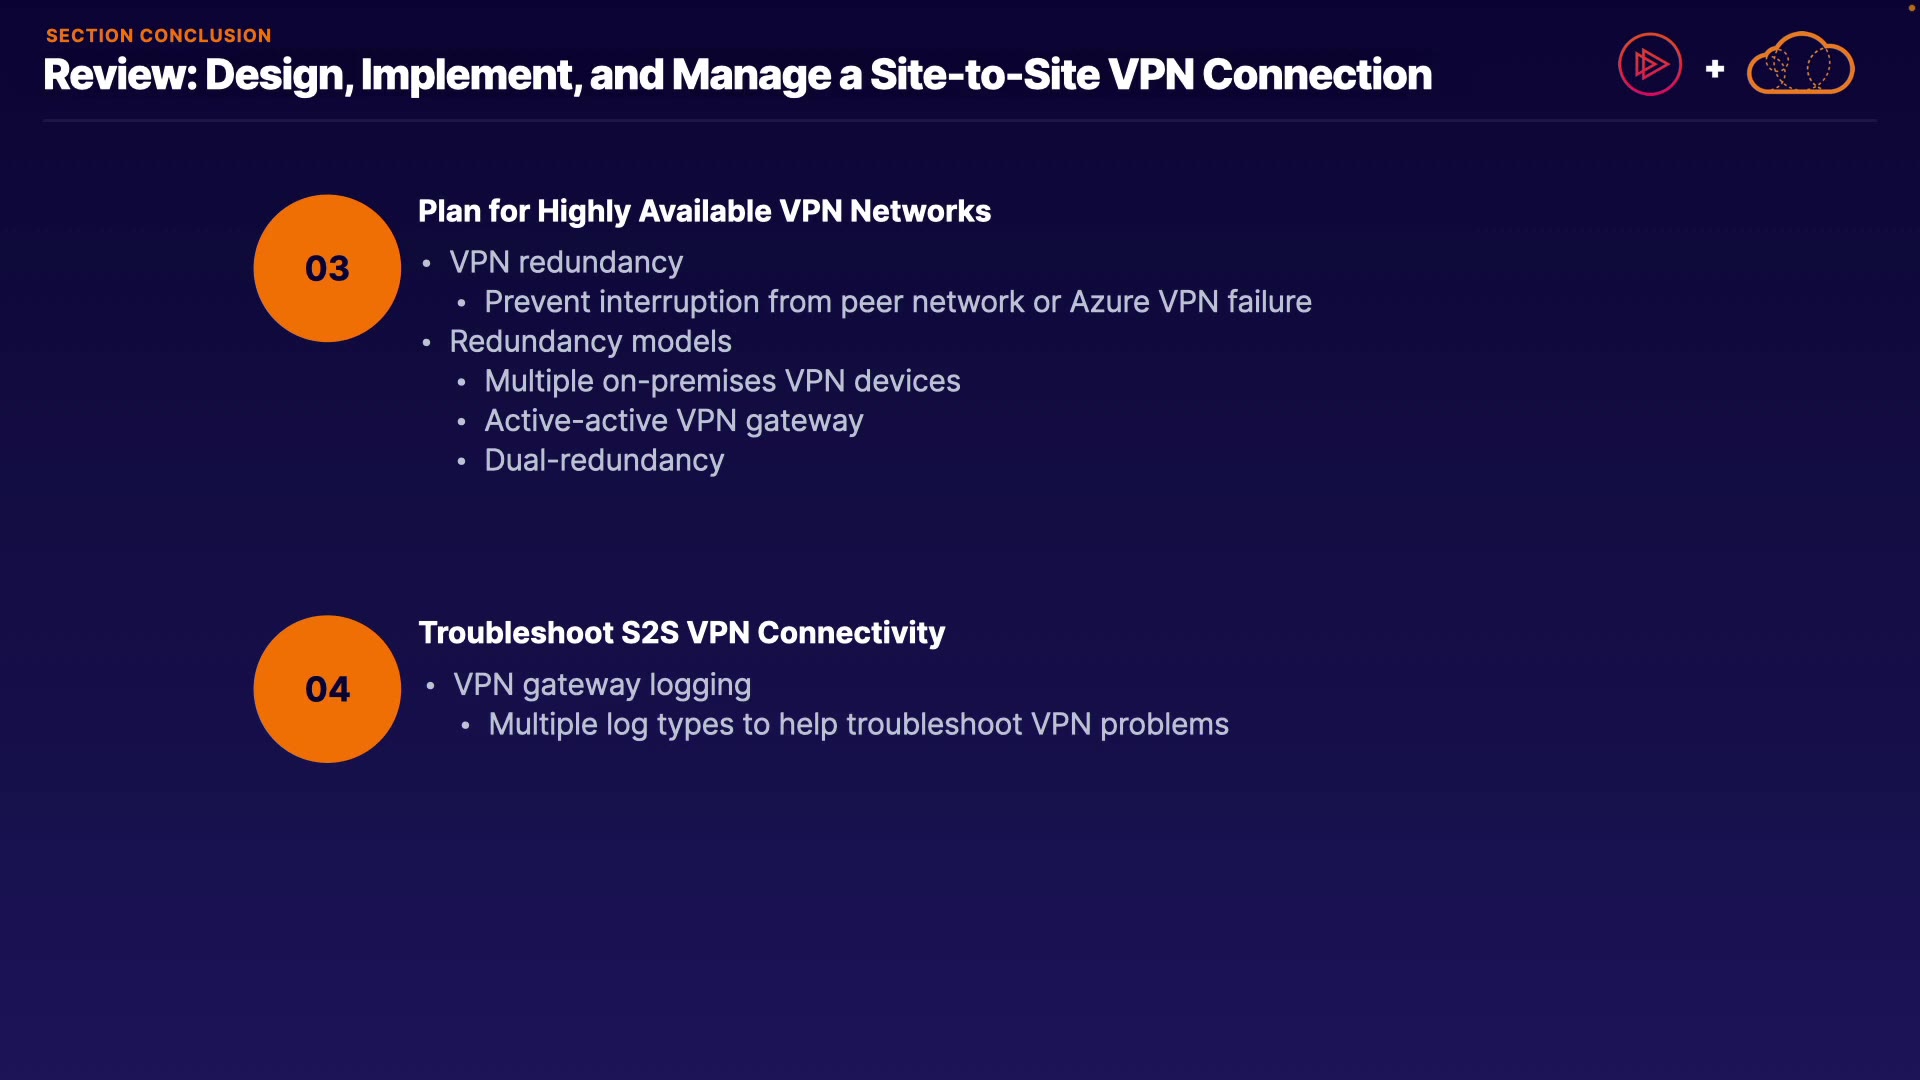 SECTION CONCLUSION
Review: Design, Implement, and Manage a Site-to-Site VPN Connection
+
03
Plan for Highly Available VPN Networks
• VPN redundancy
• Prevent interruption from peer network or Azure VPN failure
• Redundancy models
• Multiple on-premises VPN devices
• Active-active VPN gateway
• Dual-redundancy
04
Troubleshoot S2S VPN Connectivity
• VPN gateway logging
• Multiple log types to help troubleshoot VPN problems